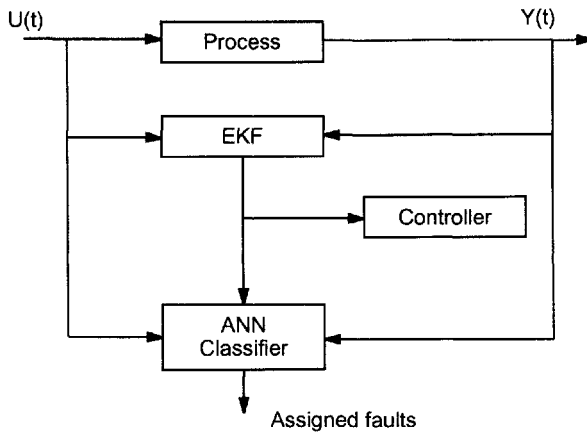 U(t)
Y(t)
Process
EKF
Controller
ANN
Classifier
Assigned faults